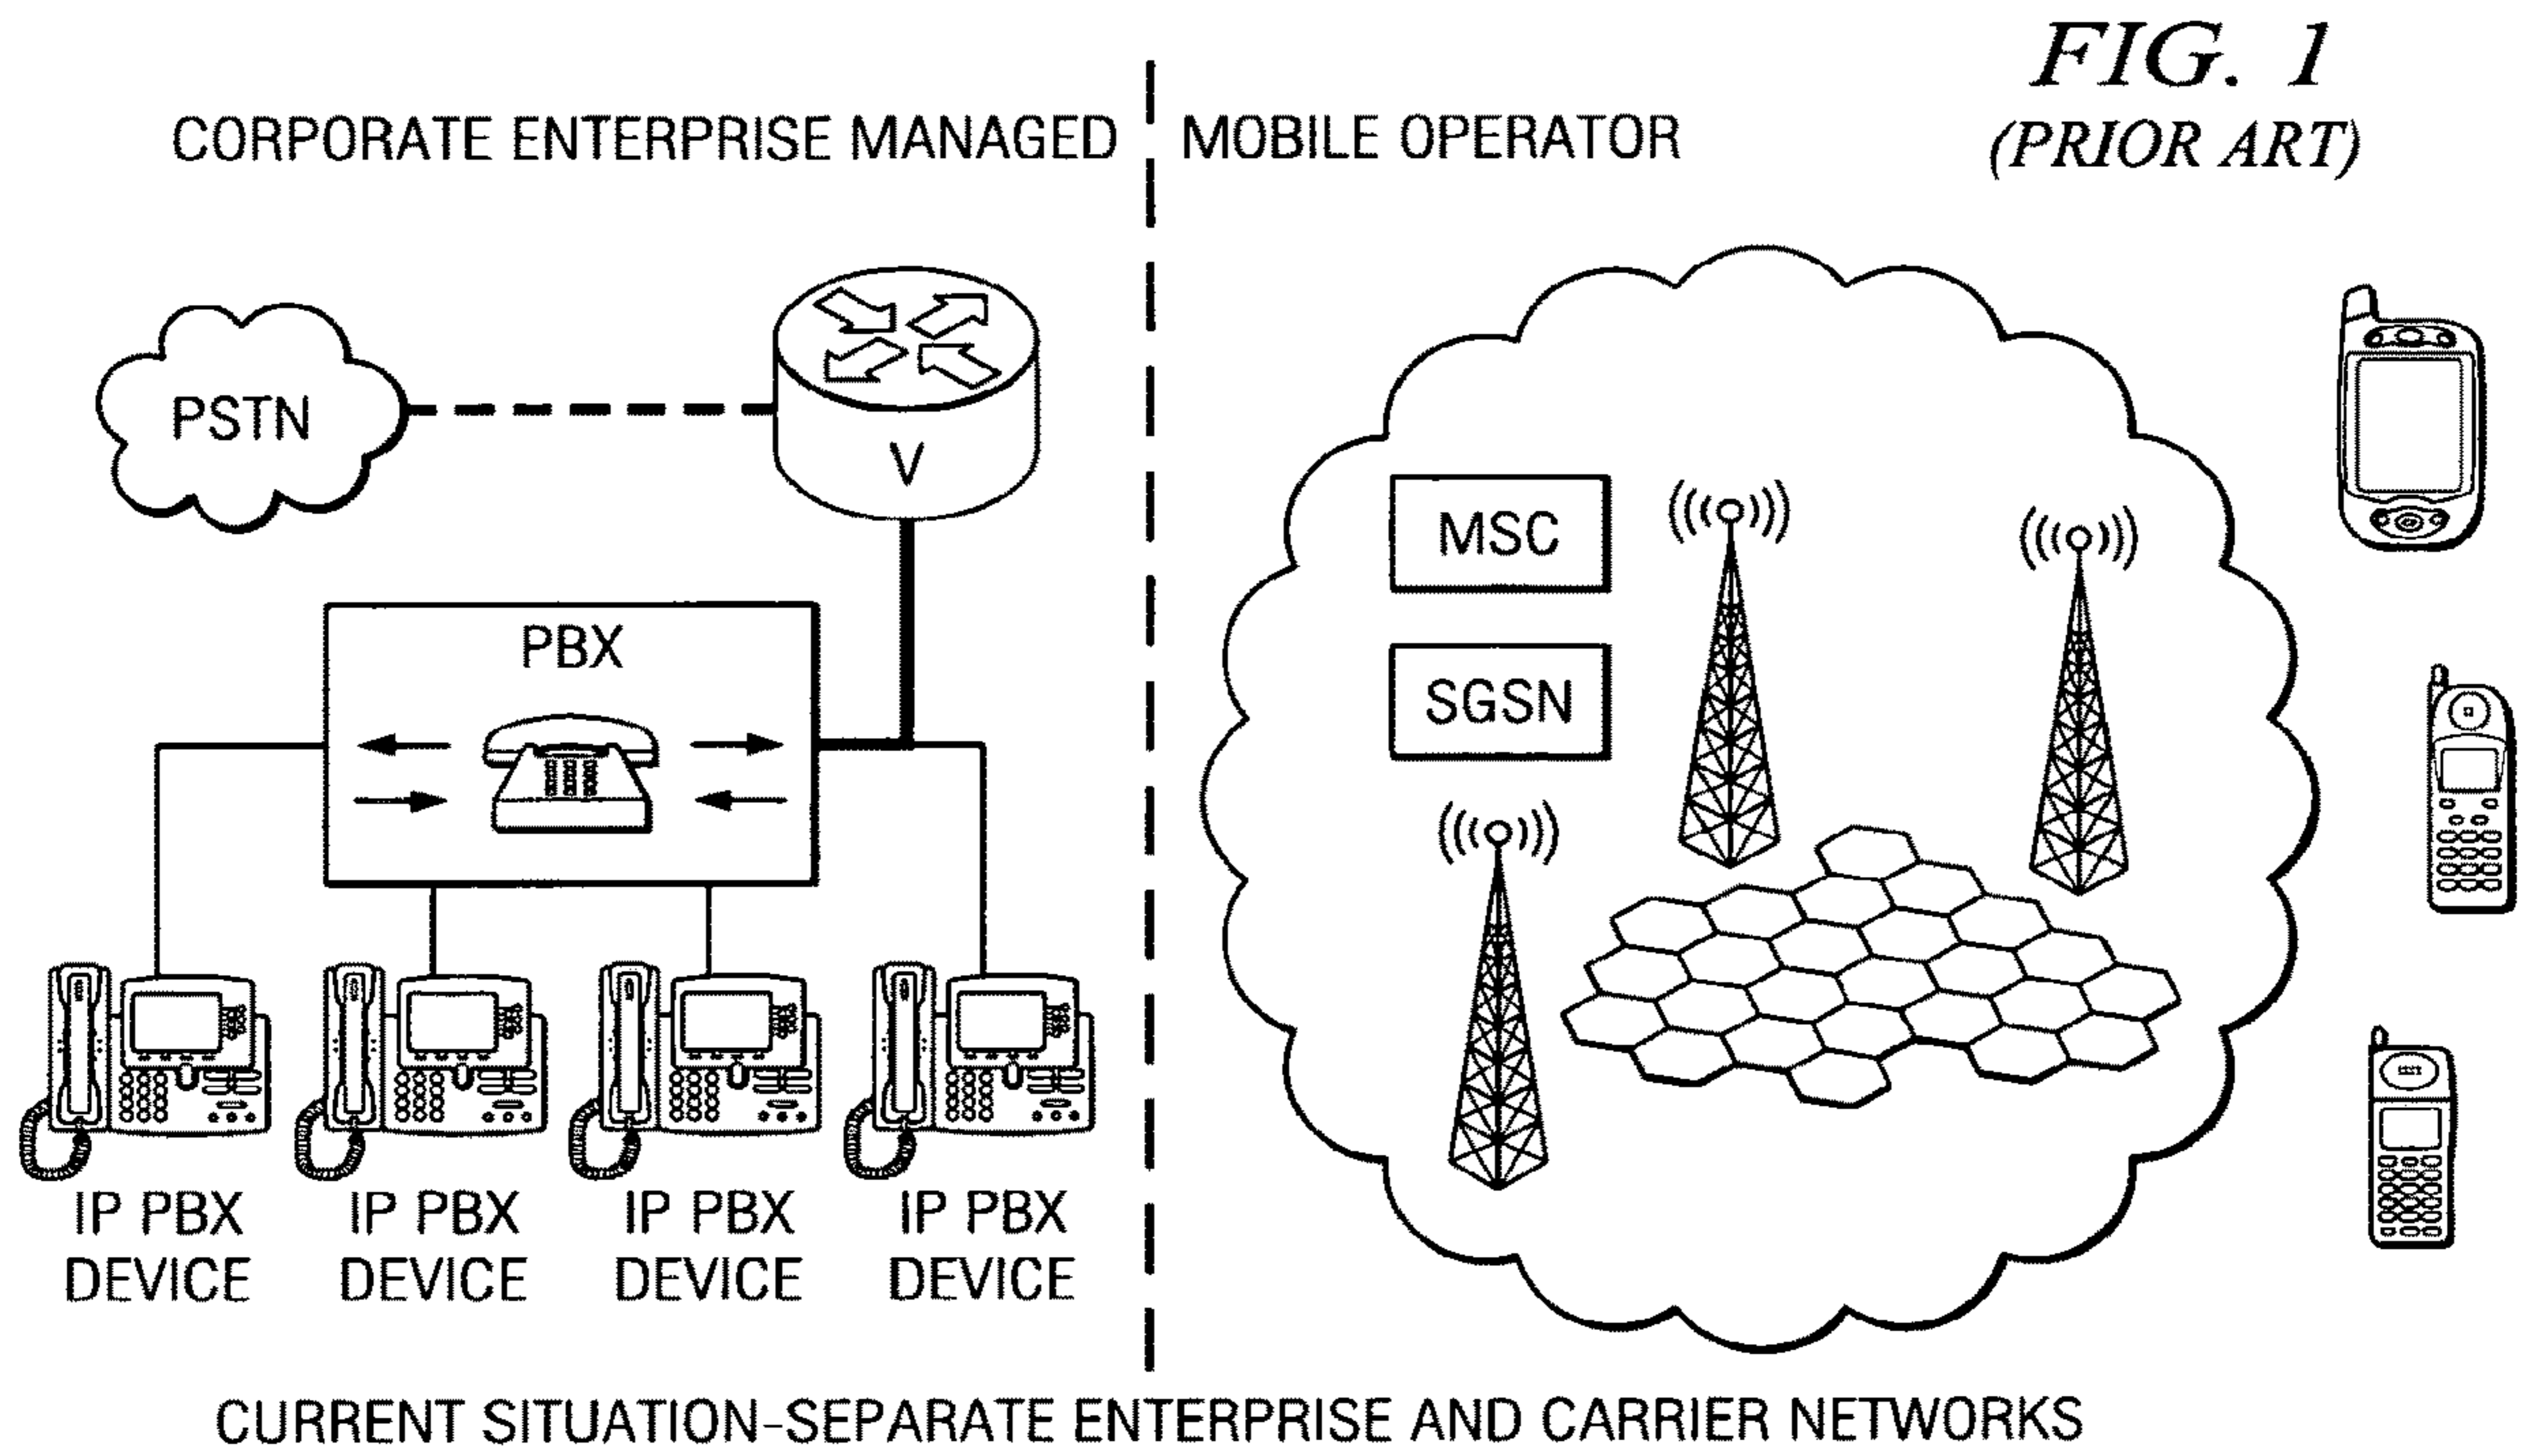 FIG. 1
(PRIOR ART)
CORPORATE ENTERPRISE MANAGED
MOBILE OPERATOR
PSTN
V
PBX
MSC
SGSN
IP PBX
DEVICE
IP PBX
DEVICE
IP PBX
DEVICE
IP PBX
DEVICE
CURRENT SITUATION-SEPARATE ENTERPRISE AND CARRIER NETWORKS